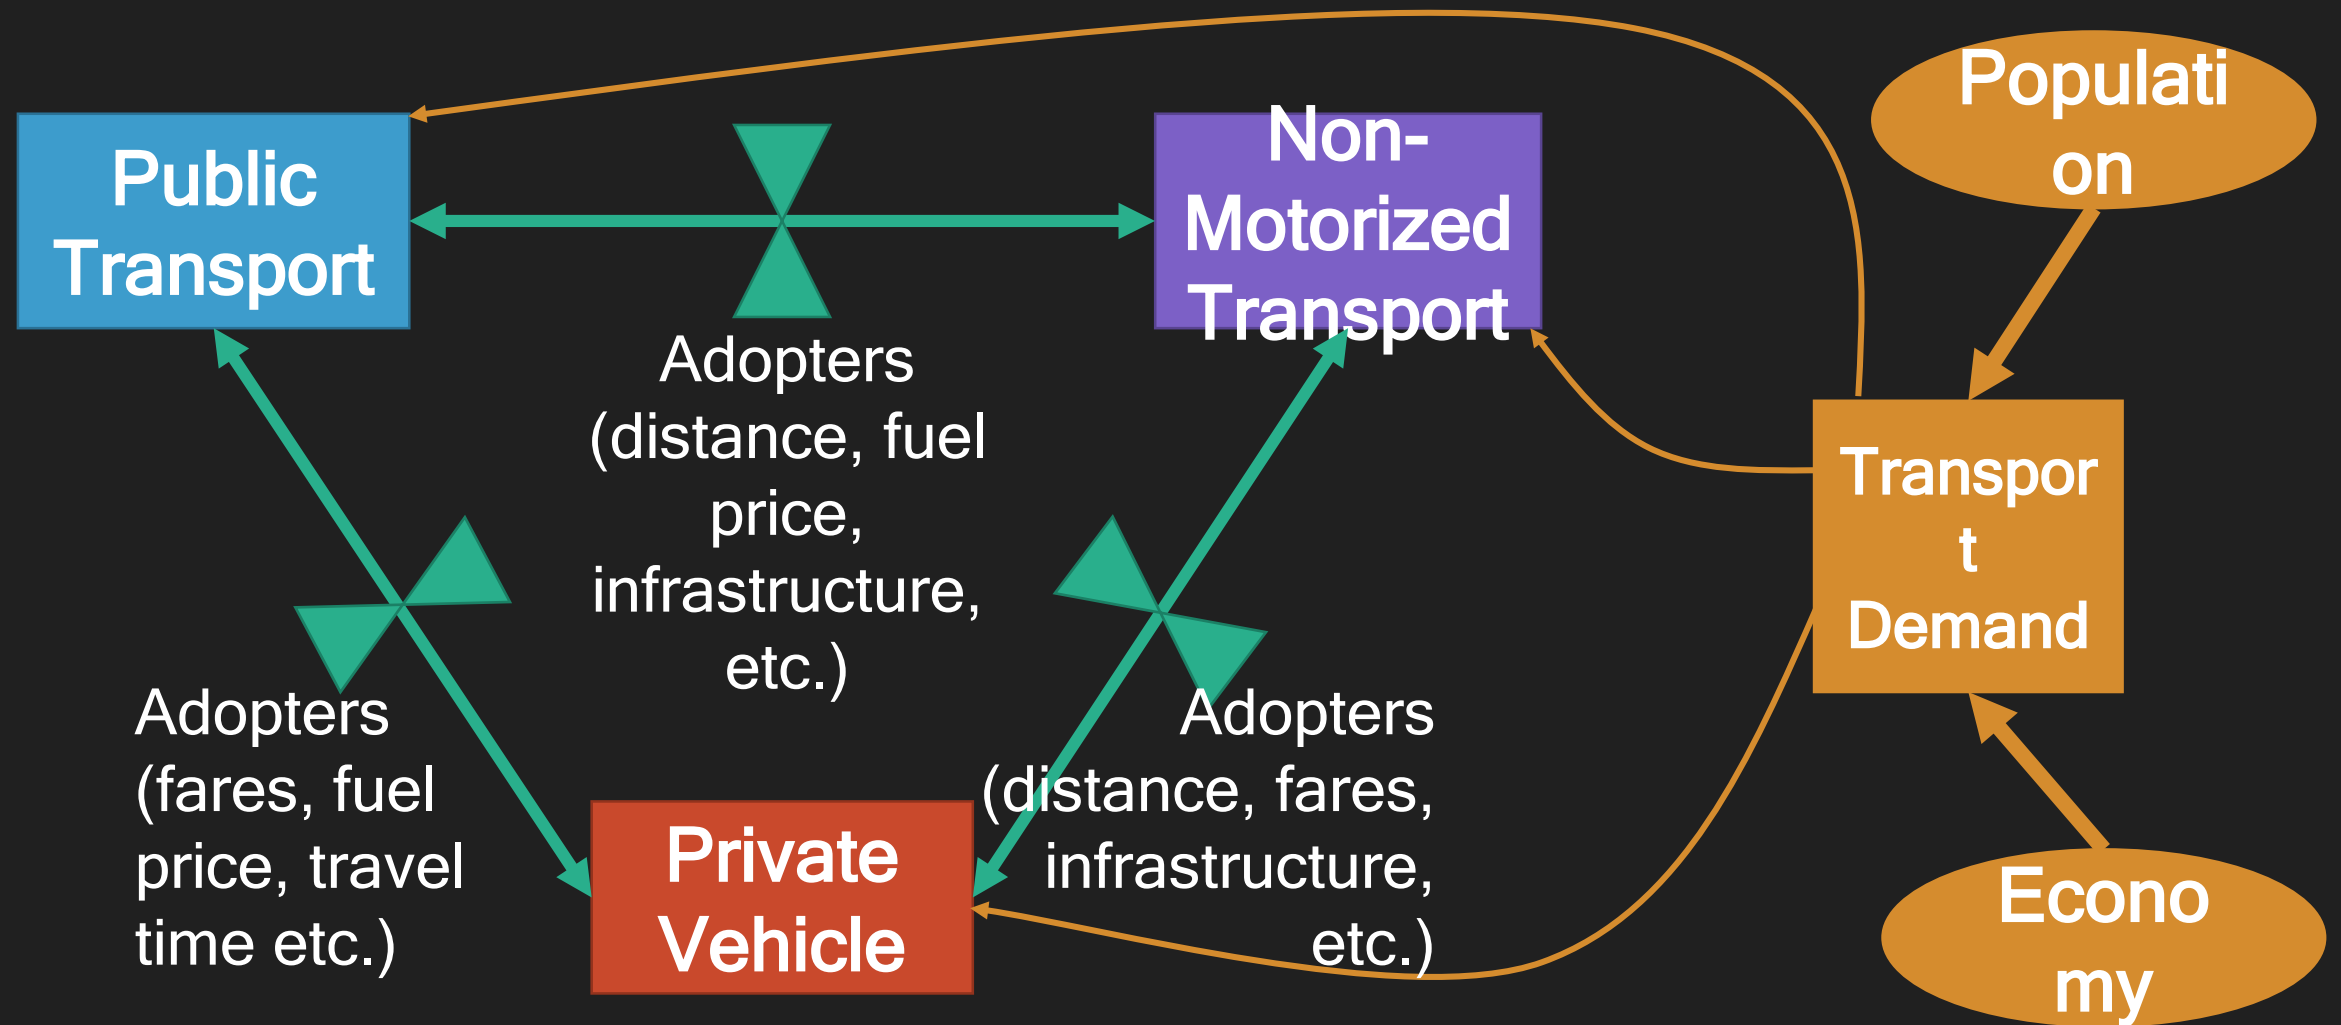 Populati
on
Public
Transport
Non-
Motorized
Transport
Adopters
(distance, fuel
price,
infrastructure,
etc.)
Transpor
t
Demand
Adopters
(fares, fuel
price, travel
time etc.)
Adopters
(distance, fares,
infrastructure,
etc.)
Private
Vehicle
Econo
my